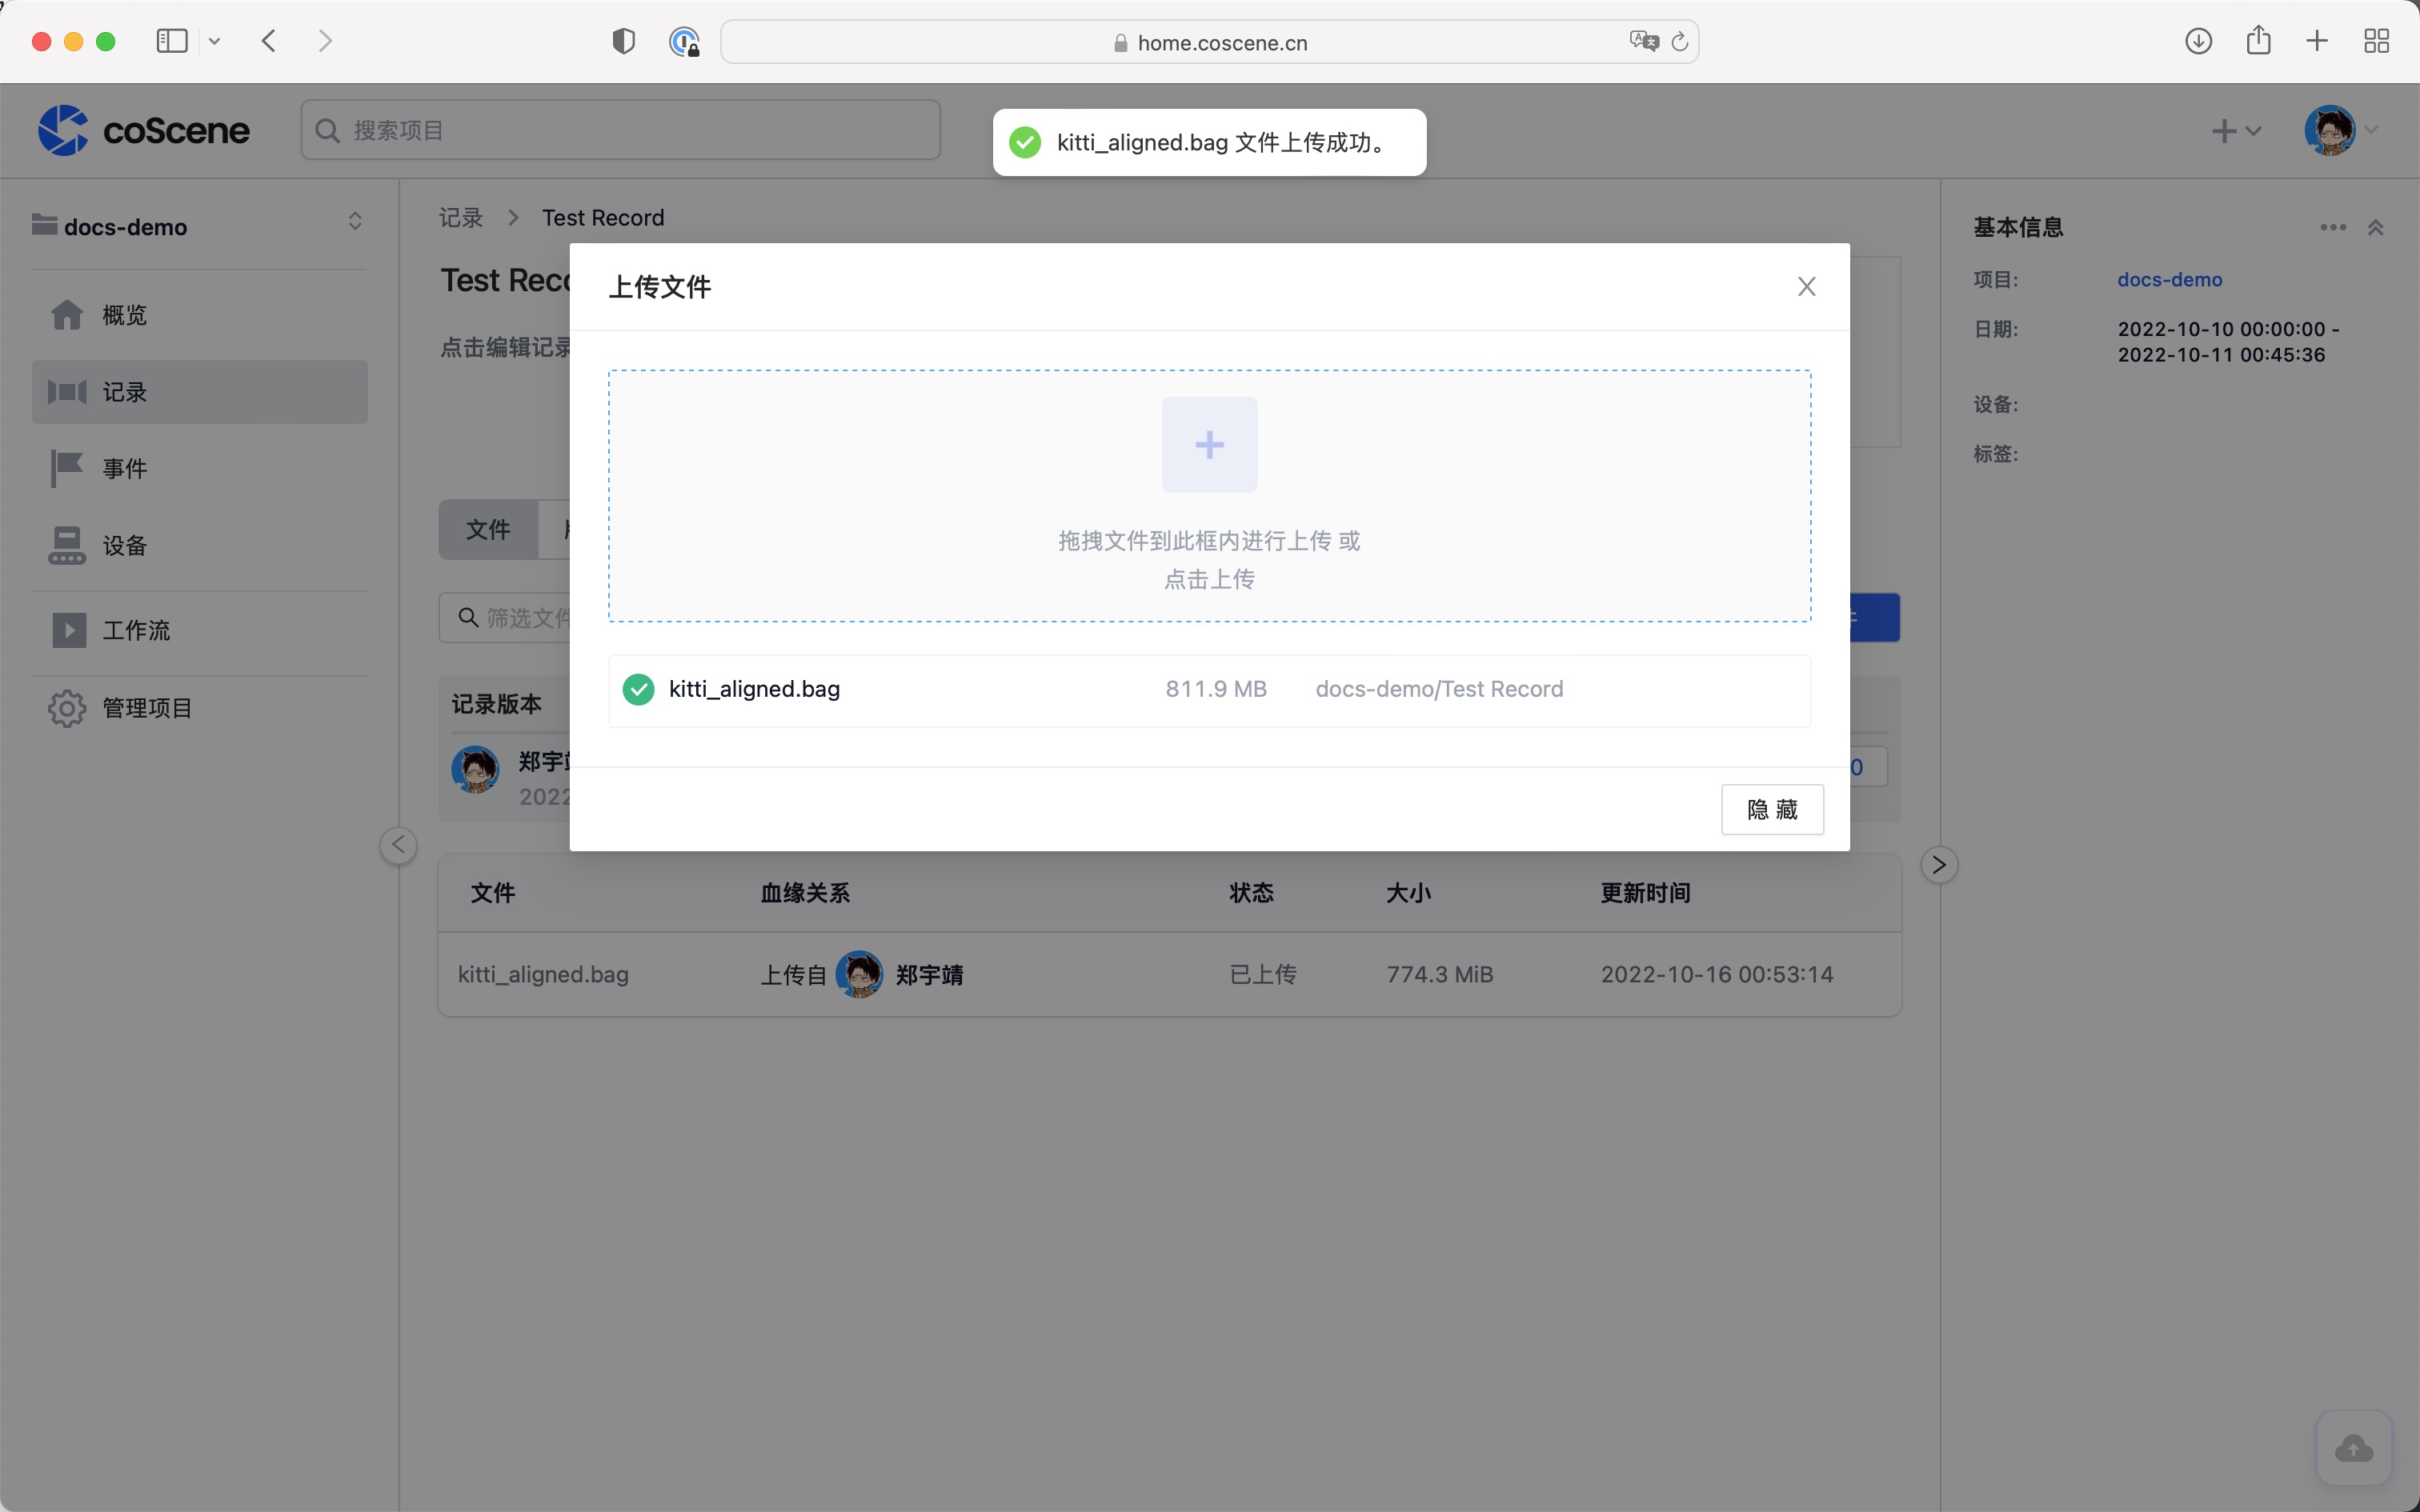 home.coscene.cn
coScene
搜索项目
kitti_aligned.bag 文件上传成功。
docs-demo
概览
记录
事件
设备
工作流
管理项目
记录 > Test Record
Test Reco
点击编辑记录
文件
筛选文件
记录版本
郑宇靖
2022
上传文件
拖拽文件到此框内进行上传 或
点击上传
kitti_aligned.bag 811.9 MB docs-demo/Test Record
隐 藏
文件 血缘关系 状态 大小 更新时间
kitti_aligned.bag 上传自 郑宇靖 已上传 774.3 MiB 2022-10-16 00:53:14
基本信息
项目: docs-demo
日期: 2022-10-10 00:00:00 -
2022-10-11 00:45:36
设备:
标签: